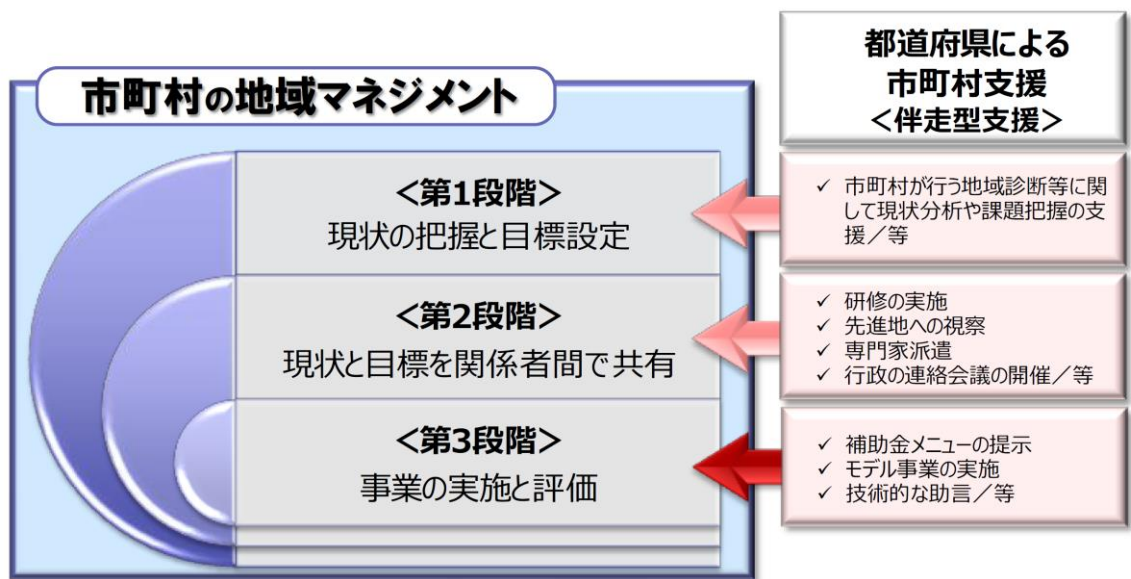 市町村の地域マネジメント
<第1段階>
現状の把握と目標設定
<第2段階>
現状と目標を関係者間で共有
<第3段階>
事業の実施と評価
都道府県による
市町村支援
<伴走型支援>
✓ 市町村が行う地域診断等に関
して現状分析や課題把握の支
援／等
✓ 研修の実施
✓ 先進地への視察
✓ 専門家派遣
✓ 行政の連絡会議の開催／等
✓ 補助金メニューの提示
✓ モデル事業の実施
✓ 技術的な助言／等